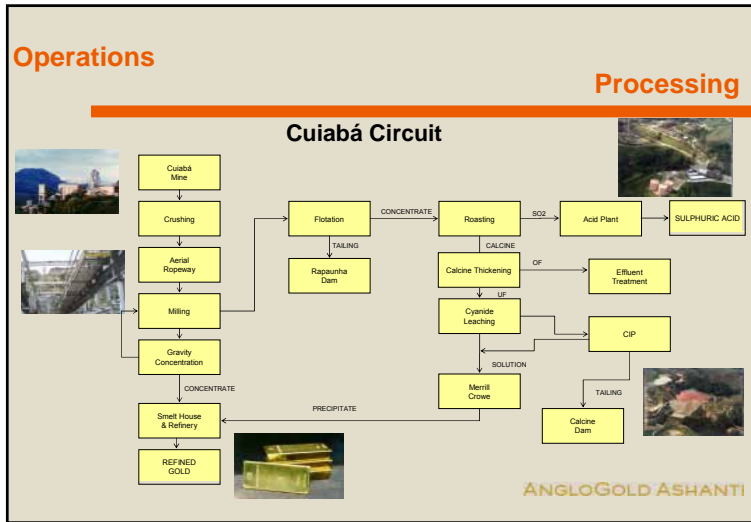 Operations
Processing
Cuiabá Circuit
Cuiabá
Mine
Crushing
Aerial
Ropeway
Milling
Gravity
Concentration
CONCENTRATE
Smelt House
& Refinery
REFINED
GOLD
Flotation
CONCENTRATE
TAILING
Rapaunha
Dam
Roasting
SO2
Acid Plant
SULPHURIC ACID
CALCINE
Calcine Thickening
OF
Effluent
Treatment
UF
Cyanide
Leaching
CIP
SOLUTION
Merrill
Crowe
TAILING
Calcine
Dam
PRECIPITATE
ANGLOGOLD ASHANTI